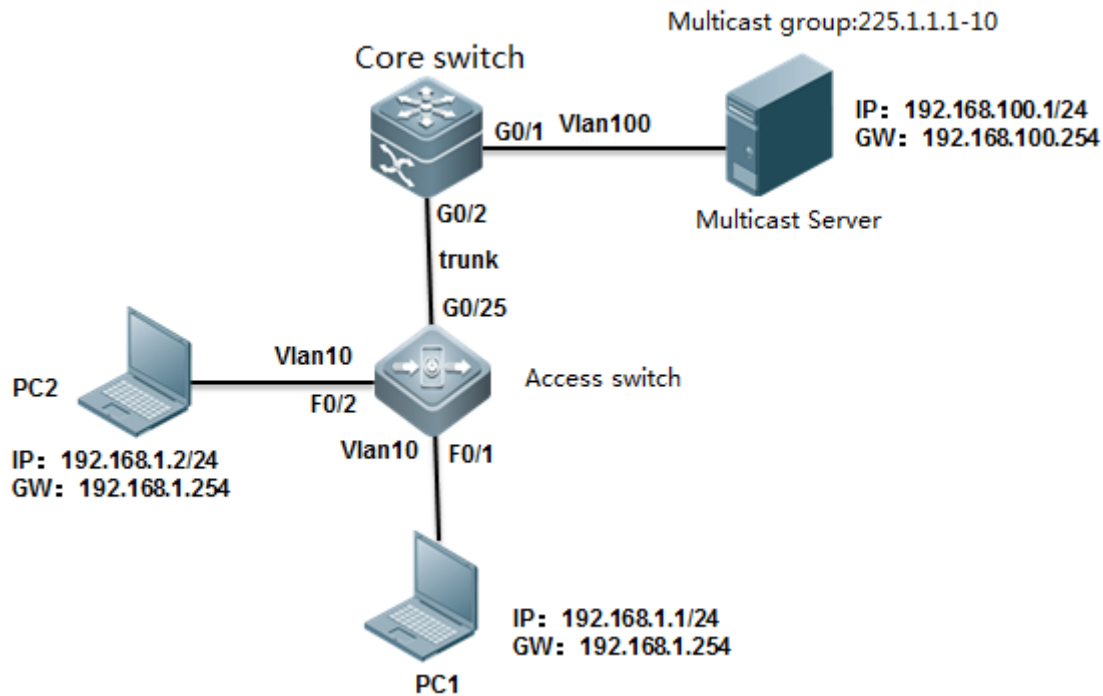 Multicast group:225.1.1.1-10
Core switch
IP: 192.168.100.1/24
GW: 192.168.100.254
G0/1
Vlan100
Multicast Server
G0/2
trunk
G0/25
Vlan10
Access switch
PC2
F0/2
IP: 192.168.1.2/24
GW: 192.168.1.254
Vlan10
F0/1
IP: 192.168.1.1/24
GW: 192.168.1.254
PC1